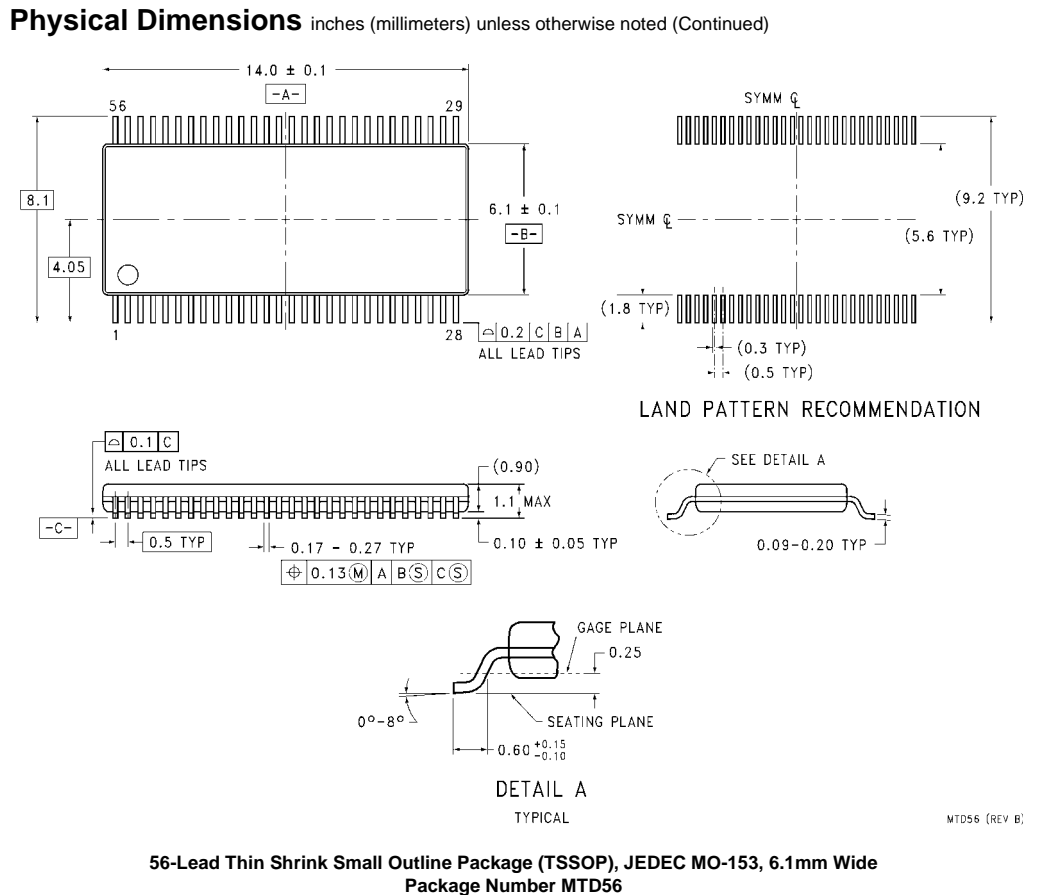 Physical Dimensions inches (millimeters) unless otherwise noted (Continued)
14.0 ± 0.1
-A-
56
29
8.1
4.05
6.1 ± 0.1
-B-
1
28
⌓ 0.2 C B A
ALL LEAD TIPS
SYMM ℄
SYMM ℄
(9.2 TYP)
(5.6 TYP)
(1.8 TYP)
(0.3 TYP)
(0.5 TYP)
LAND PATTERN RECOMMENDATION
⌓ 0.1 C
ALL LEAD TIPS
(0.90)
1.1 MAX
-C-
0.5 TYP
0.17 - 0.27 TYP
0.10 ± 0.05 TYP
⌖ 0.13 Ⓜ A B Ⓢ C Ⓢ
SEE DETAIL A
0.09-0.20 TYP
GAGE PLANE
0.25
0°-8°
SEATING PLANE
0.60 +0.15 -0.10
DETAIL A
TYPICAL
MTD56 (REV B)
56-Lead Thin Shrink Small Outline Package (TSSOP), JEDEC MO-153, 6.1mm Wide
Package Number MTD56